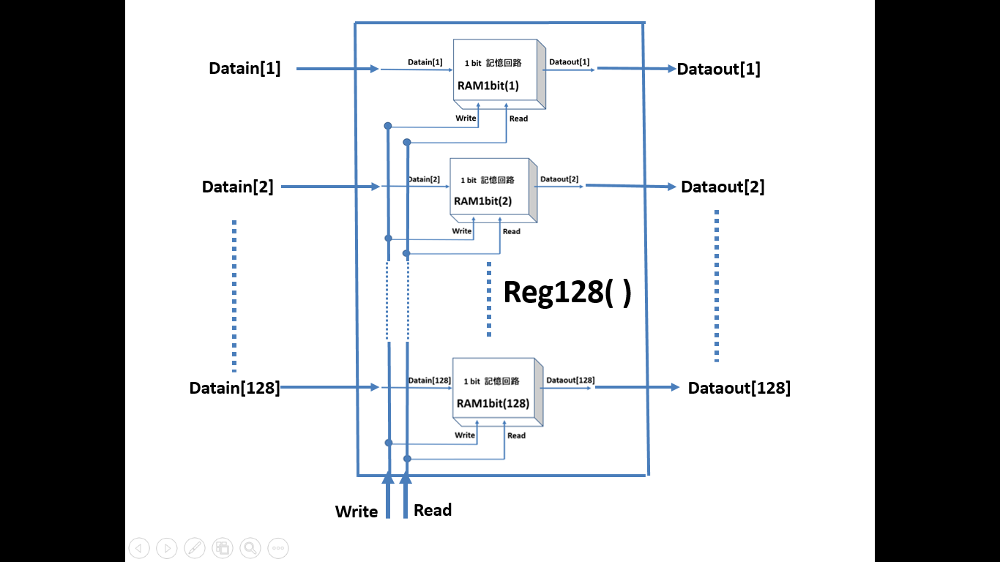 Datain[1]
Datain[1]
1 bit 記憶回路
RAM1bit(1)
Dataout[1]
Dataout[1]
Write
Read
Datain[2]
Datain[2]
1 bit 記憶回路
RAM1bit(2)
Dataout[2]
Dataout[2]
Write
Read
Reg128( )
Datain[128]
Datain[128]
1 bit 記憶回路
RAM1bit(128)
Dataout[128]
Dataout[128]
Write
Read
Write
Read